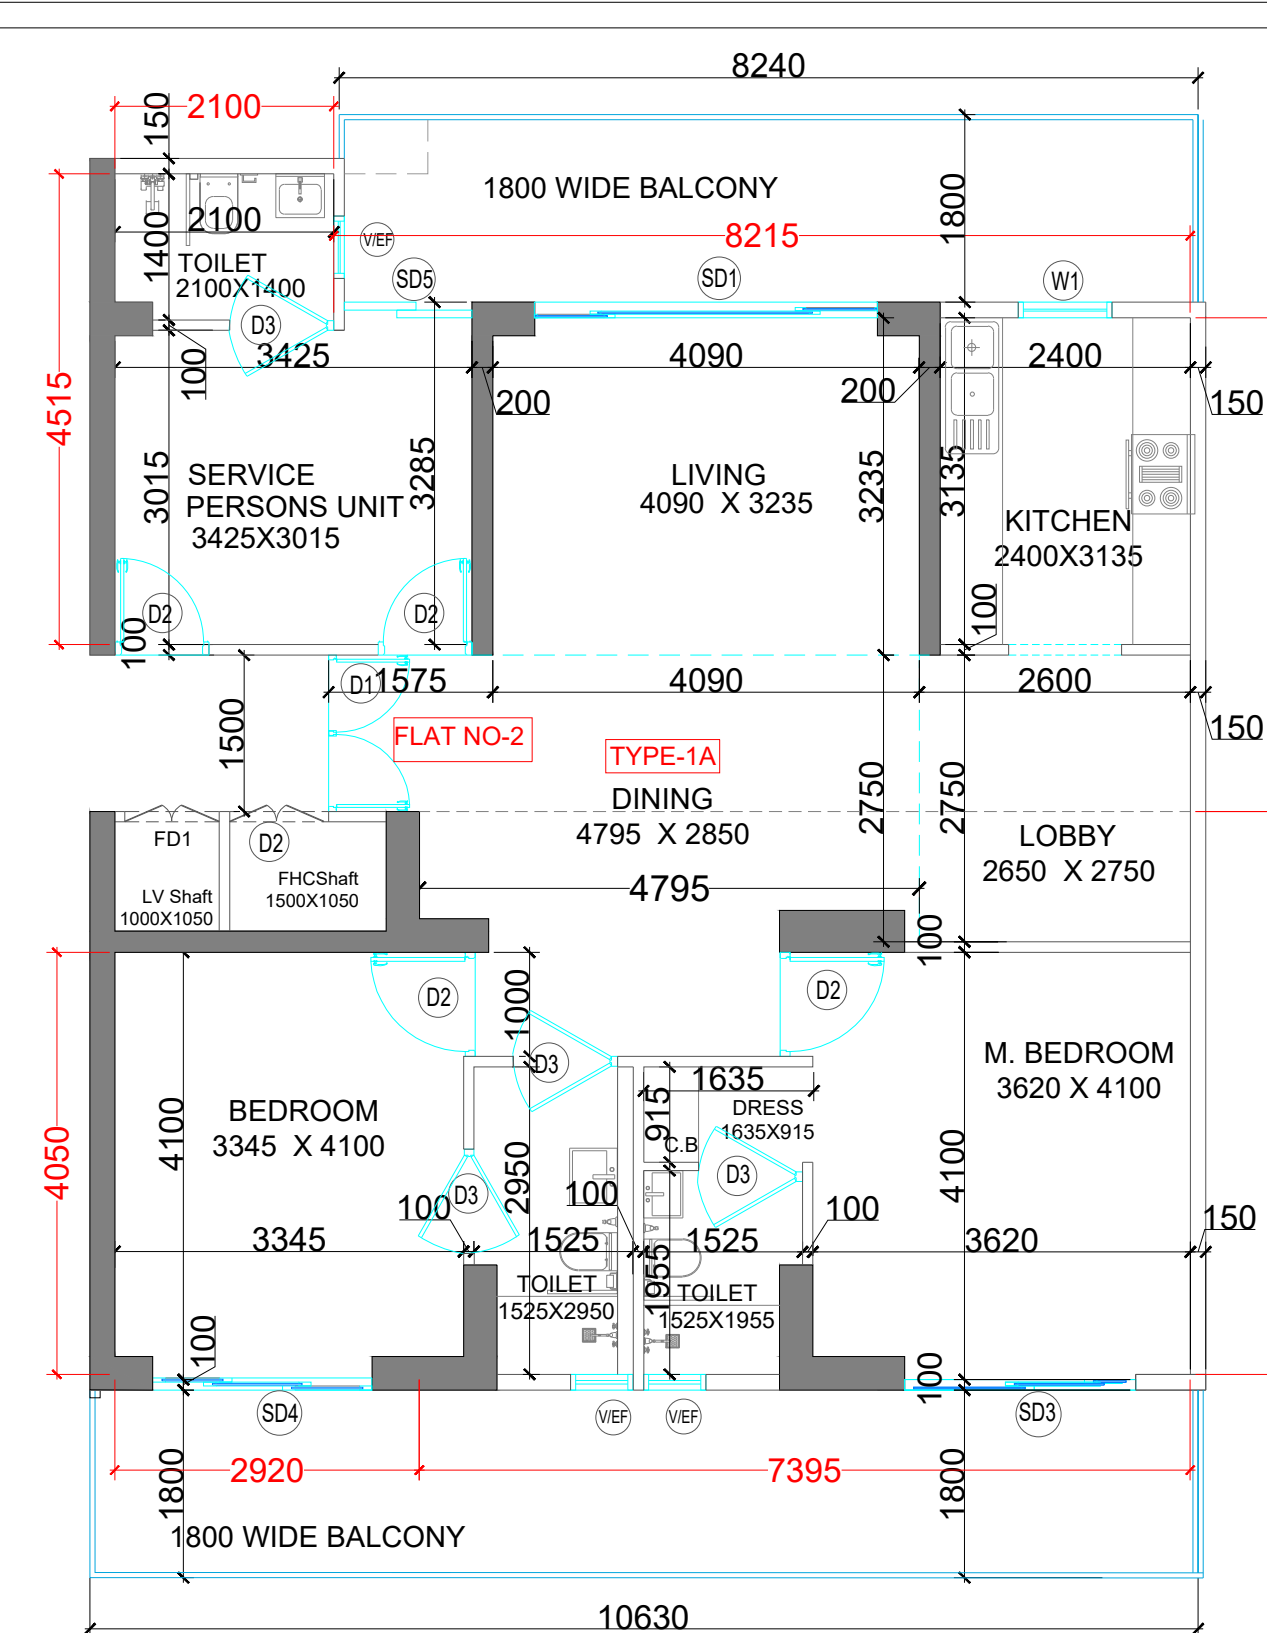 8240
2100
150
1800 WIDE BALCONY
1800
2100
8215
V/EF
1400
TOILET
2100X1400
SD5
SD1
W1
D3
3425
4090
2400
100
200
200
150
4515
3015
3285
3235
3135
SERVICE
PERSONS UNIT
3425X3015
LIVING
4090 X 3235
KITCHEN
2400X3135
D2
D2
100
100
D1
1575
4090
2600
150
1500
FLAT NO-2
TYPE-1A
2750
2750
DINING
4795 X 2850
LOBBY
2650 X 2750
FD1
D2
FHCShaft
1500X1050
LV Shaft
1000X1050
4795
100
D2
D2
1000
D3
M. BEDROOM
3620 X 4100
1635
915
DRESS
1635X915
C.B
BEDROOM
3345 X 4100
4050
4100
2950
4100
D3
D3
100
100
100
150
3345
1525
1525
3620
1955
TOILET
1525X2950
TOILET
1525X1955
100
100
SD4
V/EF
V/EF
SD3
2920
7395
1800
1800
1800 WIDE BALCONY
10630